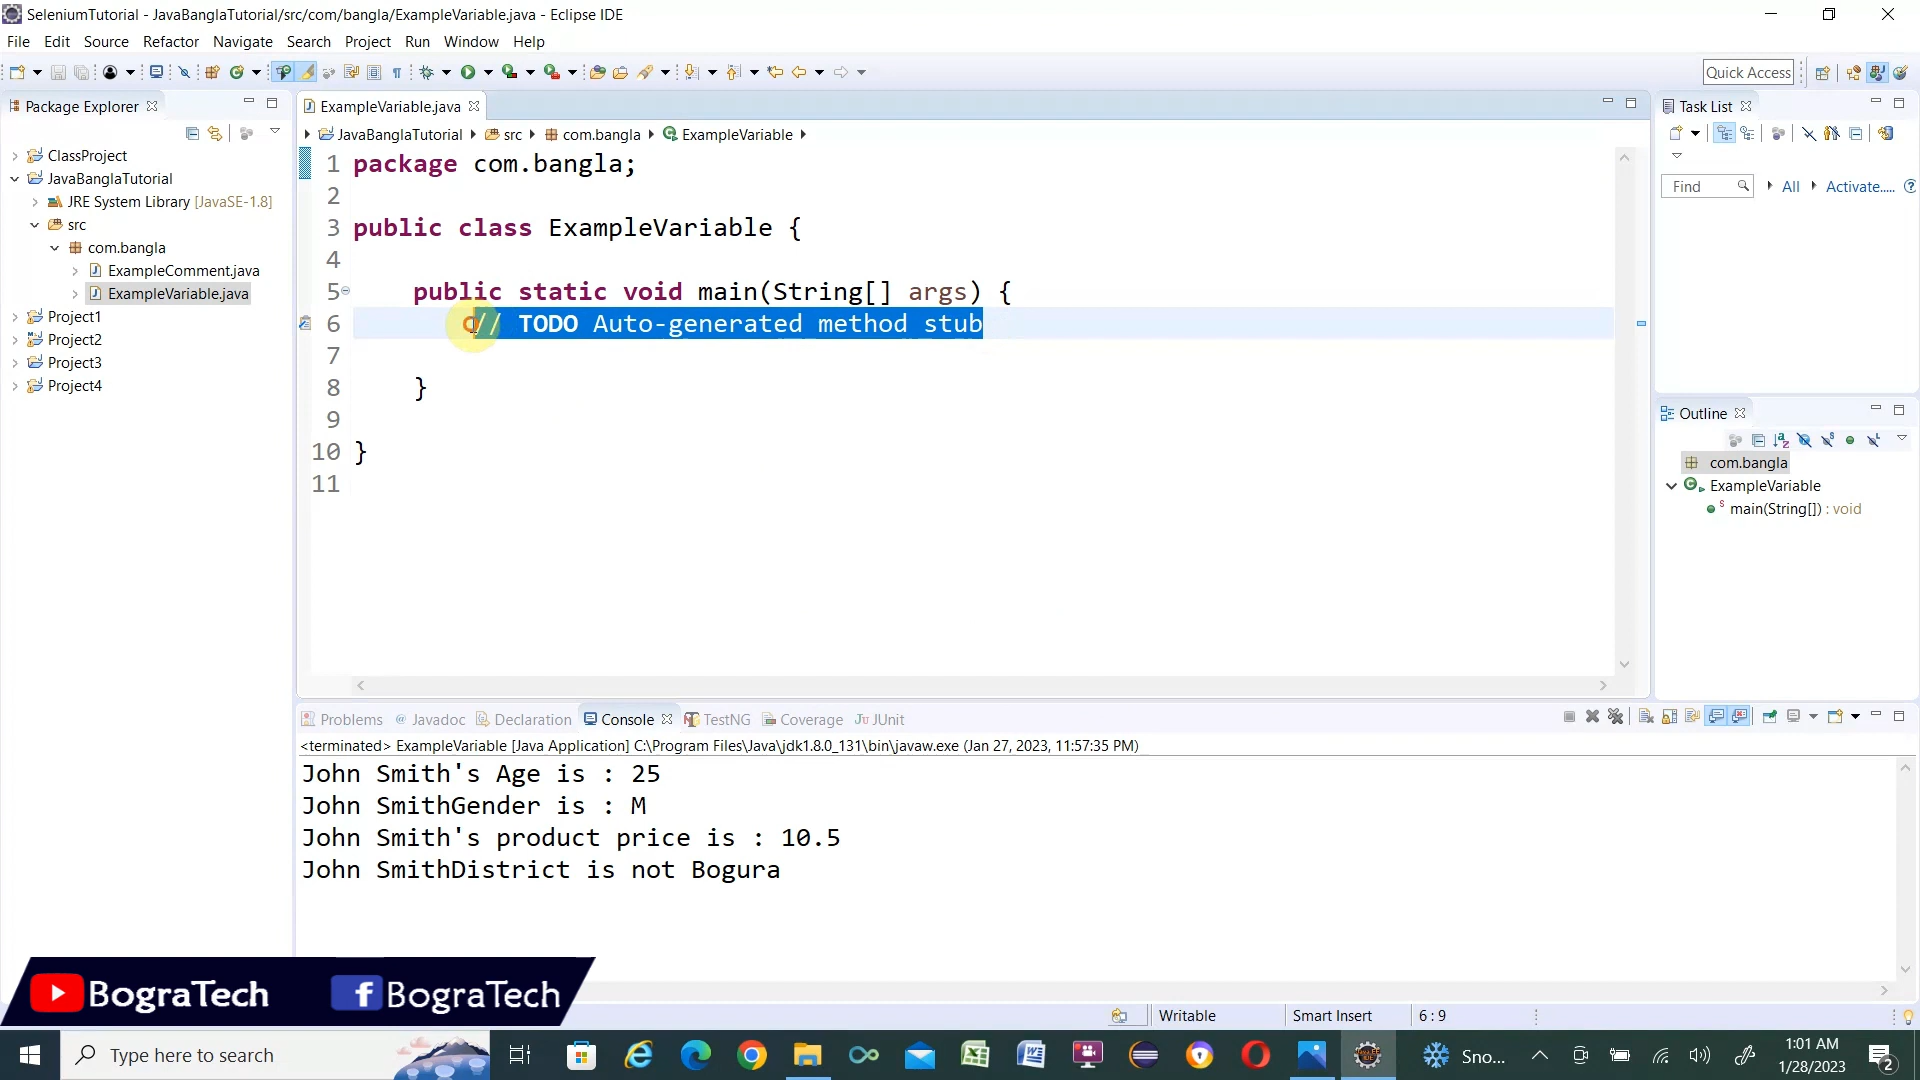 SeleniumTutorial - JavaBanglaTutorial/src/com/bangla/ExampleVariable.java - Eclipse IDE
File Edit Source Refactor Navigate Search Project Run Window Help
Quick Access
Package Explorer
ClassProject
JavaBanglaTutorial
JRE System Library [JavaSE-1.8]
src
com.bangla
ExampleComment.java
ExampleVariable.java
Project1
Project2
Project3
Project4
ExampleVariable.java
JavaBanglaTutorial src com.bangla ExampleVariable
1 package com.bangla;
2
3 public class ExampleVariable {
4
5 public static void main(String[] args) {
6 // TODO Auto-generated method stub
7
8 }
9
10 }
11
Task List
Find All Activate.....
Outline
com.bangla
ExampleVariable
main(String[]) : void
Problems @ Javadoc Declaration Console TestNG Coverage JUnit
<terminated> ExampleVariable [Java Application] C:\Program Files\Java\jdk1.8.0_131\bin\javaw.exe (Jan 27, 2023, 11:57:35 PM)
John Smith's Age is : 25
John SmithGender is : M
John Smith's product price is : 10.5
John SmithDistrict is not Bogura
BograTech BograTech
Writable Smart Insert 6 : 9
Type here to search
Sno...
1:01 AM
1/28/2023
2